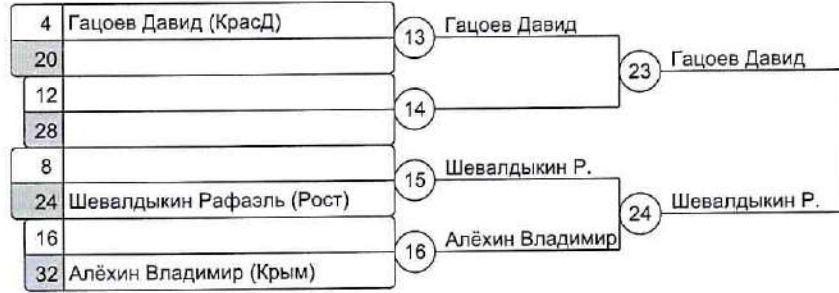 4 Гацоев Давид (КрасД)
13 Гацоев Давид
20
23 Гацоев Давид
12
14
28
8
15 Шевалдыкин Р.
24 Шевалдыкин Рафаэль (Рост)
24 Шевалдыкин Р.
16
16 Алёхин Владимир
32 Алёхин Владимир (Крым)